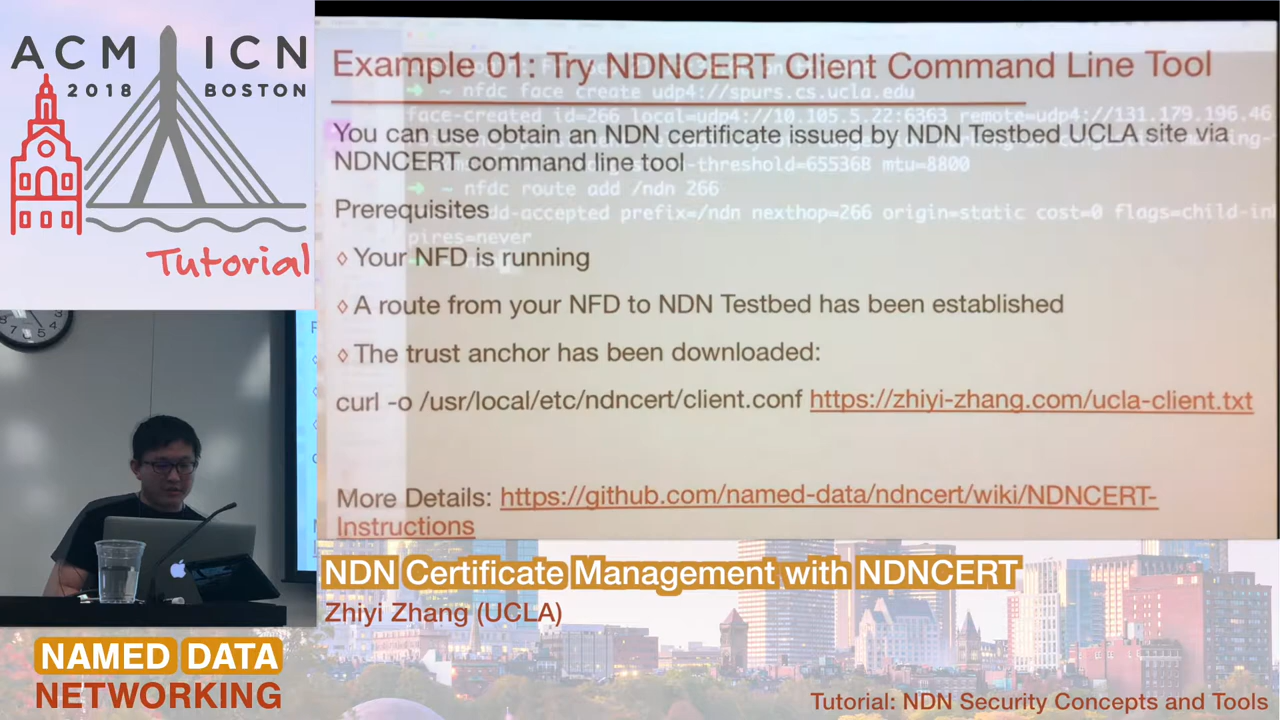 ACM ICN
2018 BOSTON
Tutorial
Example 01: Try NDNCERT Client Command Line Tool
➜ ~ nfdc face create udp4://spurs.cs.ucla.edu
face-created id=266 local=udp4://10.105.5.22:6363 remote=udp4://131.179.196.46
You can use obtain an NDN certificate issued by NDN Testbed UCLA site via
NDNCERT command line tool
-threshold=65536B mtu=8800
➜ ~ nfdc route add /ndn 266
Prerequisites
dd-accepted prefix=/ndn nexthop=266 origin=static cost=0 flags=child-in
pires=never
◊ Your NFD is running
◊ A route from your NFD to NDN Testbed has been established
◊ The trust anchor has been downloaded:
curl -o /usr/local/etc/ndncert/client.conf https://zhiyi-zhang.com/ucla-client.txt
More Details: https://github.com/named-data/ndncert/wiki/NDNCERT-
Instructions
NDN Certificate Management with NDNCERT
Zhiyi Zhang (UCLA)
NAMED DATA
NETWORKING
Tutorial: NDN Security Concepts and Tools